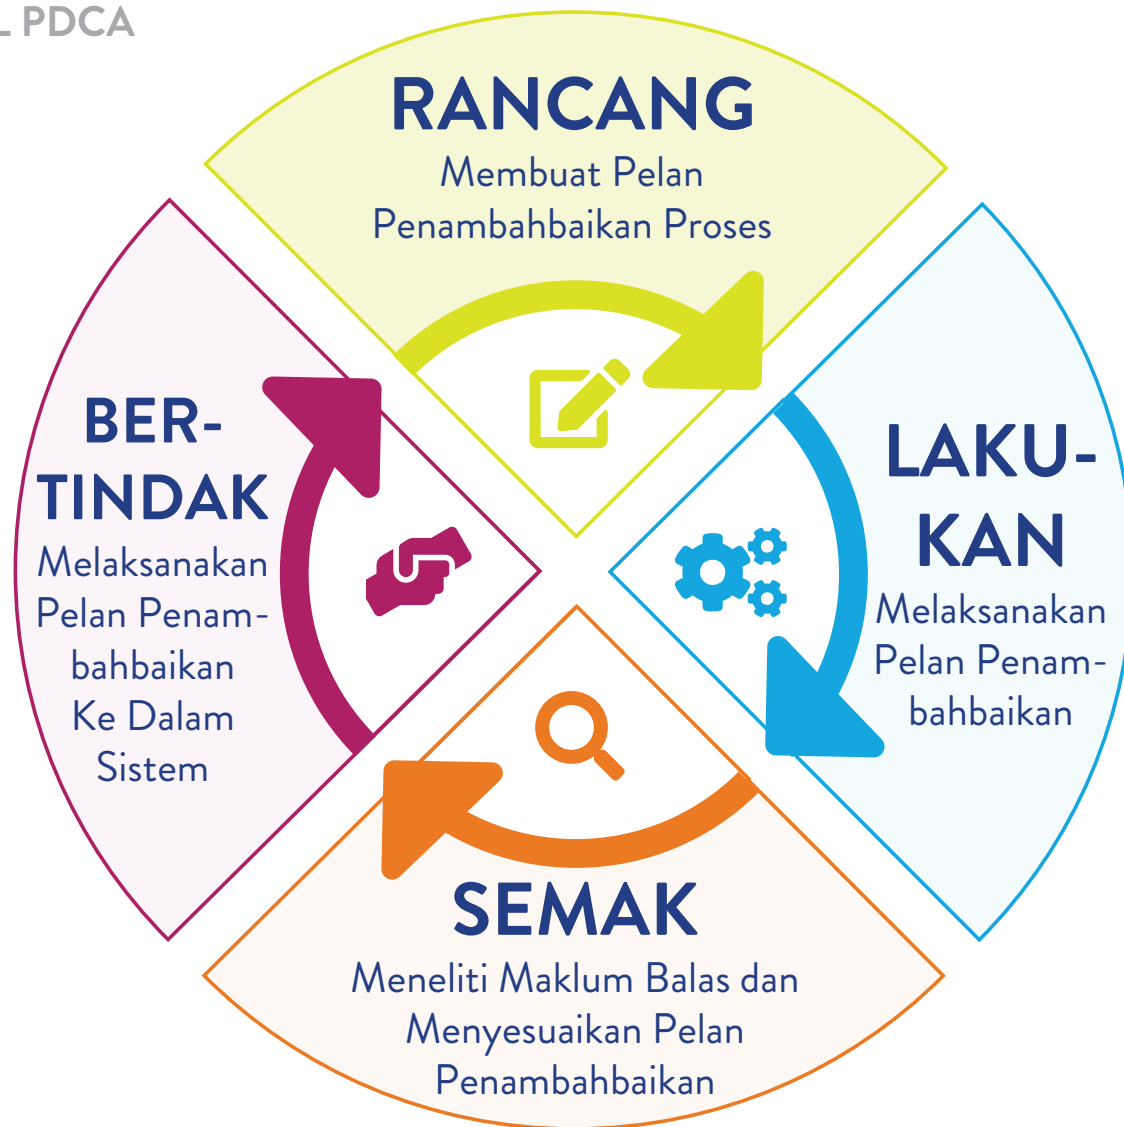 L PDCA
RANCANG
Membuat Pelan
Penambahbaikan Proses
LAKU-
KAN
Melaksanakan
Pelan Penam-
bahbaikan
SEMAK
Meneliti Maklum Balas dan
Menyesuaikan Pelan
Penambahbaikan
BER-
TINDAK
Melaksanakan
Pelan Penam-
bahbaikan
Ke Dalam
Sistem